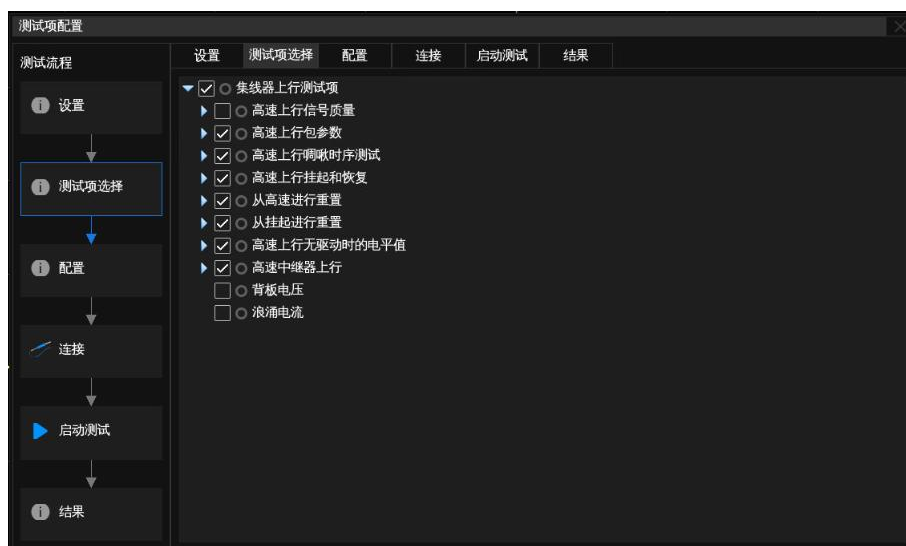 测试项配置
测试流程
设置
测试项选择
配置
连接
启动测试
结果
设置 测试项选择 配置 连接 启动测试 结果
集线器上行测试项
高速上行信号质量
高速上行包参数
高速上行啁啾时序测试
高速上行挂起和恢复
从高速进行重置
从挂起进行重置
高速上行无驱动时的电平值
高速中继器上行
背板电压
浪涌电流